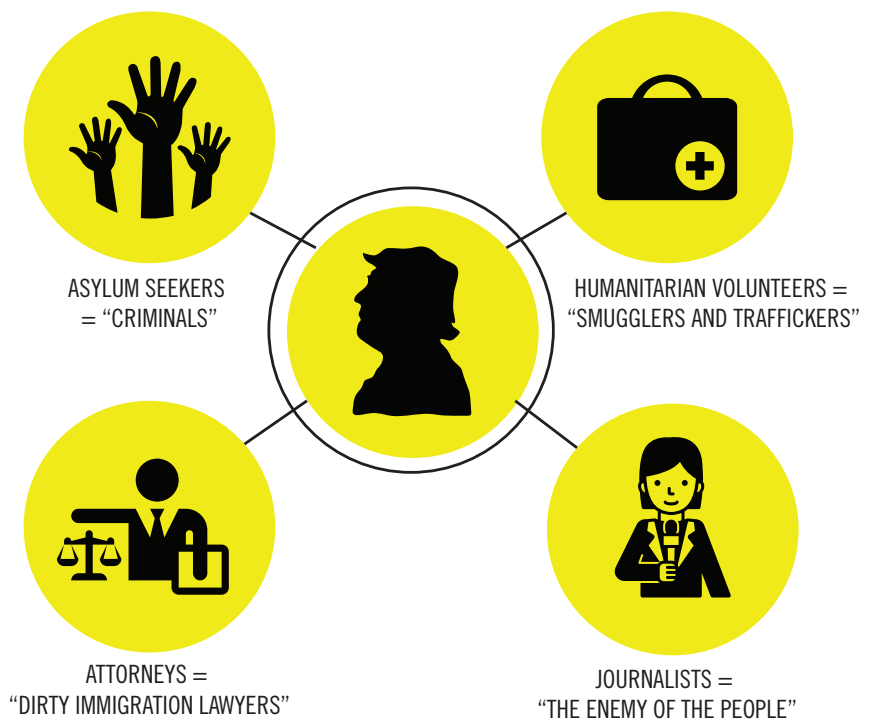 ASYLUM SEEKERS
= “CRIMINALS”
HUMANITARIAN VOLUNTEERS =
“SMUGGLERS AND TRAFFICKERS”
ATTORNEYS =
“DIRTY IMMIGRATION LAWYERS”
JOURNALISTS =
“THE ENEMY OF THE PEOPLE”